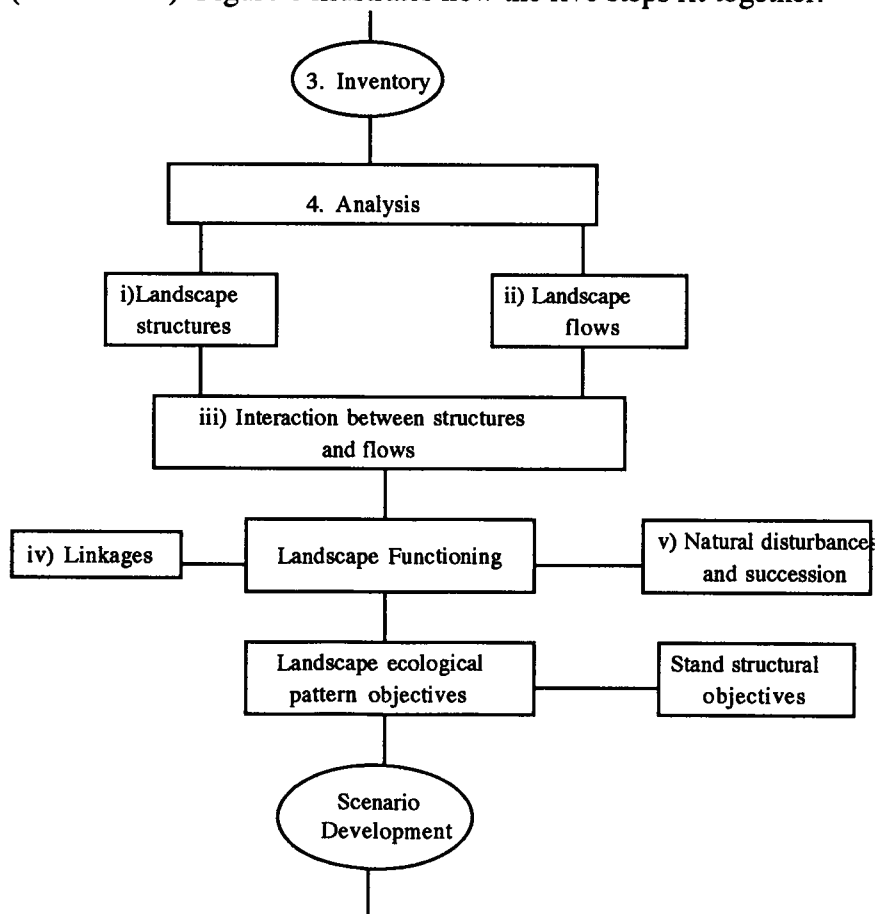 Figure illustrates how the five steps fit together.
3. Inventory
4. Analysis
i)Landscape
structures
ii) Landscape
flows
iii) Interaction between structures
and flows
iv) Linkages
Landscape Functioning
v) Natural disturbances
and succession
Landscape ecological
pattern objectives
Stand structural
objectives
Scenario
Development